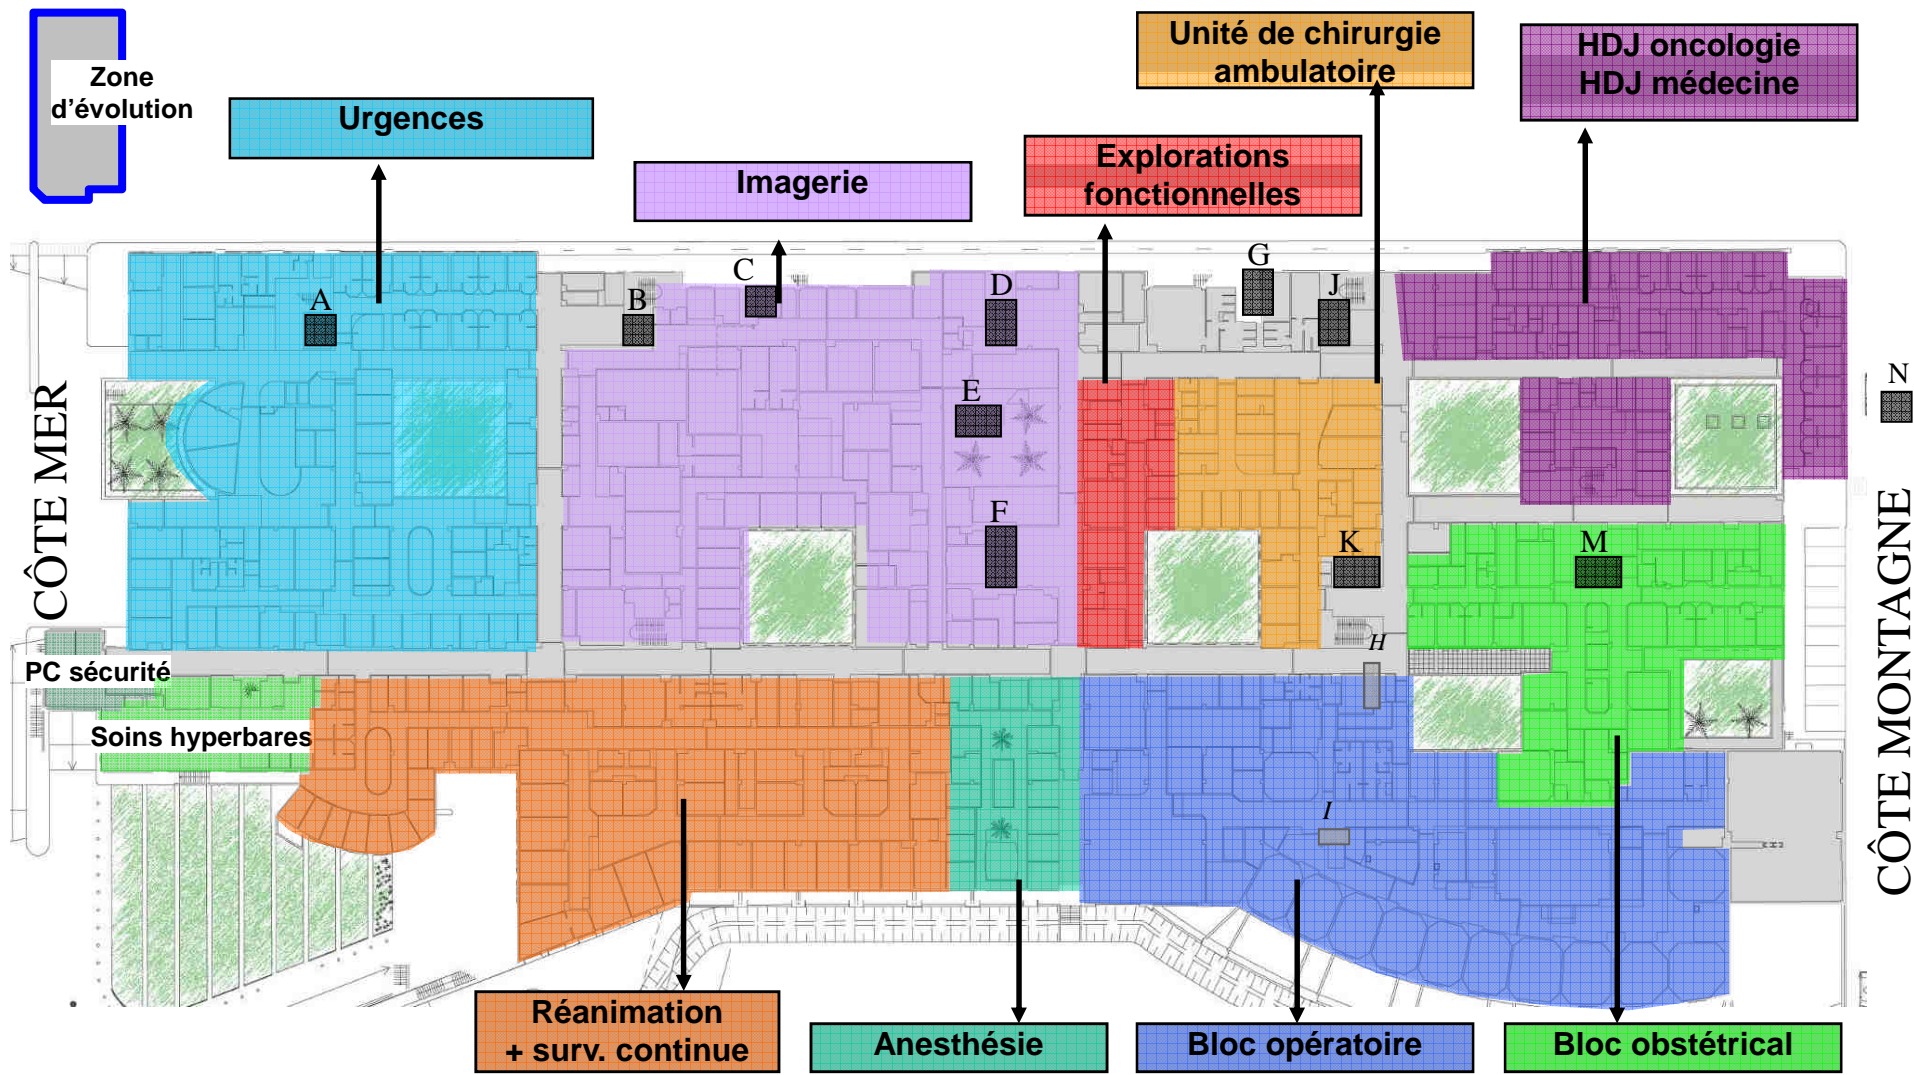 Unité de chirurgie
ambulatoire
HDJ oncologie
HDJ médecine
Zone
d'évolution
Urgences
Explorations
fonctionnelles
Imagerie
A
B
C
D
G
J
E
N
F
K
M
H
I
CÔTE MER
CÔTE MONTAGNE
PC sécurité
Soins hyperbares
Réanimation
+ surv. continue
Anesthésie
Bloc opératoire
Bloc obstétrical